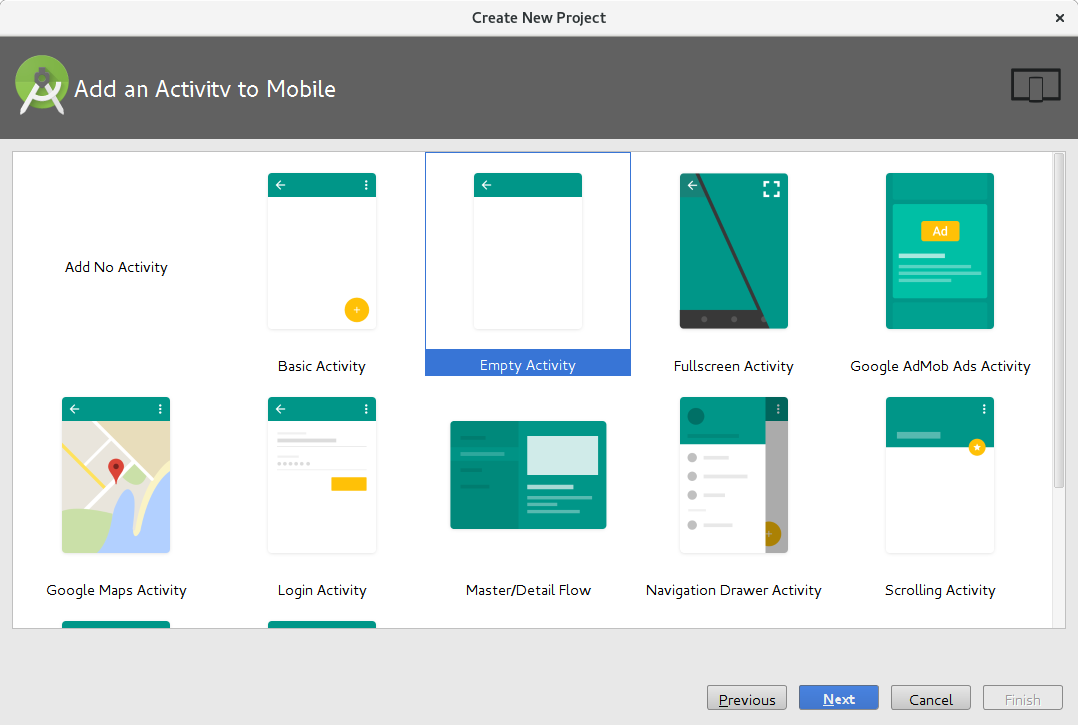 Create New Project
Add an Activity to Mobile
Add No Activity
Basic Activity
Empty Activity
Fullscreen Activity
Ad
Google AdMob Ads Activity
Google Maps Activity
Login Activity
Master/Detail Flow
Navigation Drawer Activity
Scrolling Activity
Previous
Next
Cancel
Finish